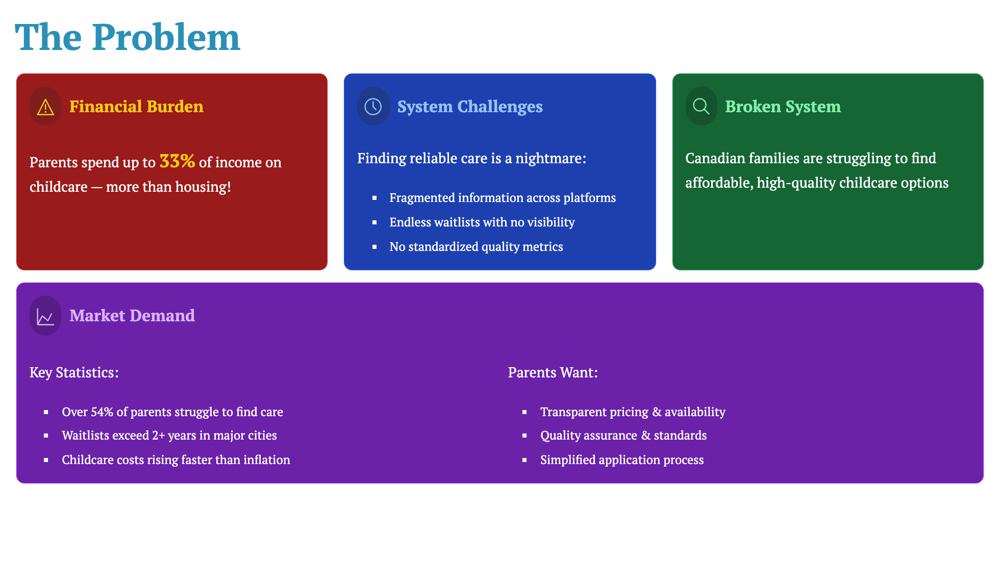 The Problem
Financial Burden
Parents spend up to 33% of income on
childcare — more than housing!
System Challenges
Finding reliable care is a nightmare:
▪ Fragmented information across platforms
▪ Endless waitlists with no visibility
▪ No standardized quality metrics
Broken System
Canadian families are struggling to find
affordable, high-quality childcare options
Market Demand
Key Statistics:
▪ Over 54% of parents struggle to find care
▪ Waitlists exceed 2+ years in major cities
▪ Childcare costs rising faster than inflation
Parents Want:
▪ Transparent pricing & availability
▪ Quality assurance & standards
▪ Simplified application process